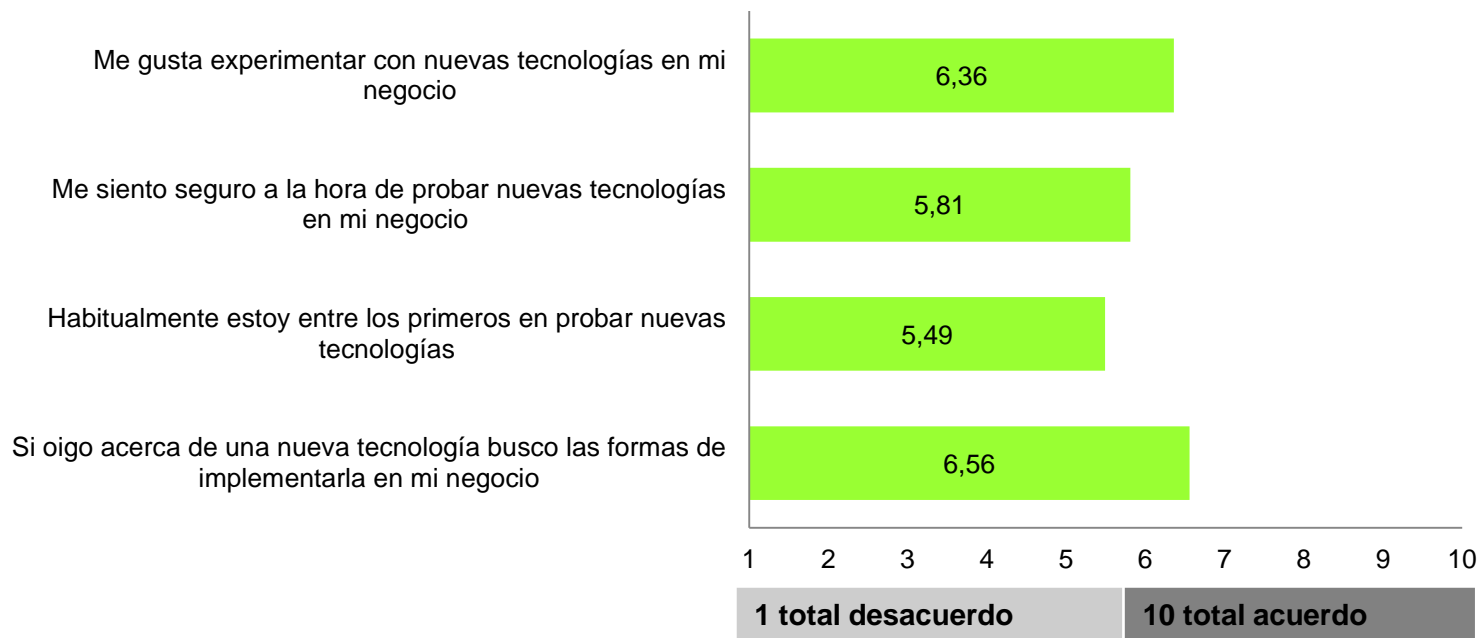 Me gusta experimentar con nuevas tecnologías en mi
negocio
6,36
Me siento seguro a la hora de probar nuevas tecnologías
en mi negocio
5,81
Habitualmente estoy entre los primeros en probar nuevas
tecnologías
5,49
Si oigo acerca de una nueva tecnología busco las formas de
implementarla en mi negocio
6,56
1 2 3 4 5 6 7 8 9 10
1 total desacuerdo 10 total acuerdo